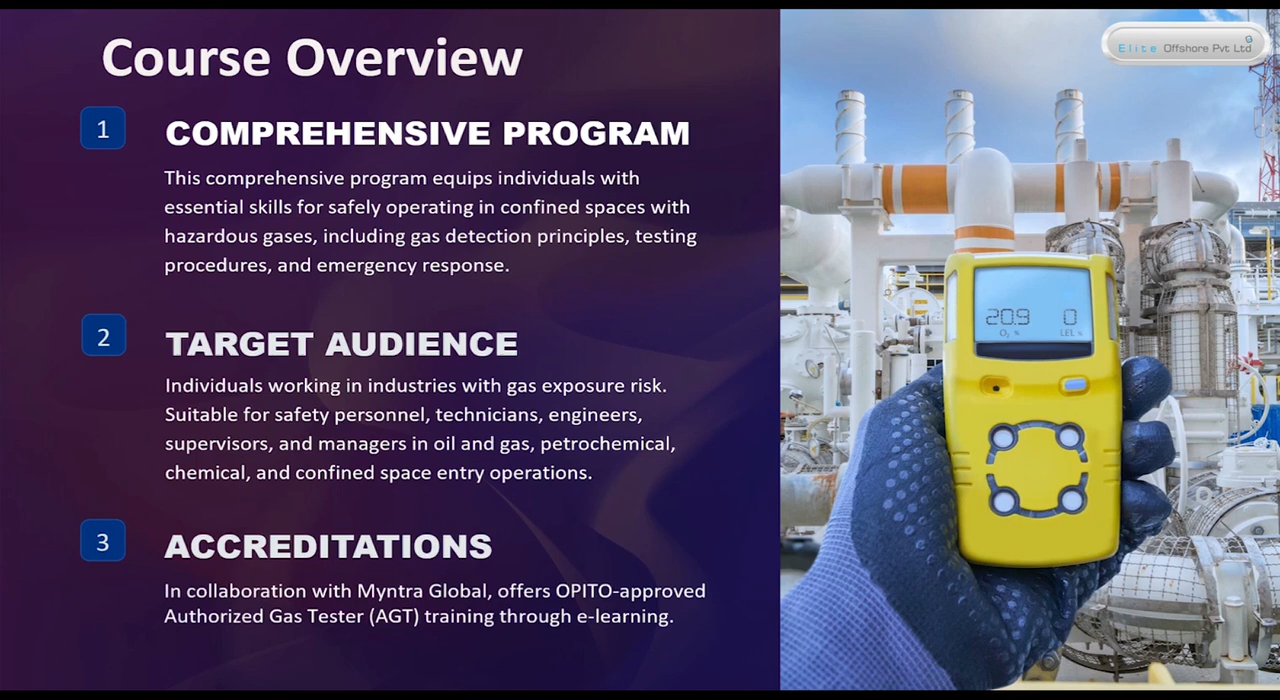 Course Overview
Elite Offshore Pvt Ltd
1
COMPREHENSIVE PROGRAM
This comprehensive program equips individuals with
essential skills for safely operating in confined spaces with
hazardous gases, including gas detection principles, testing
procedures, and emergency response.
2
TARGET AUDIENCE
Individuals working in industries with gas exposure risk.
Suitable for safety personnel, technicians, engineers,
supervisors, and managers in oil and gas, petrochemical,
chemical, and confined space entry operations.
3
ACCREDITATIONS
In collaboration with Myntra Global, offers OPITO-approved
Authorized Gas Tester (AGT) training through e-learning.
20.9 0
O₂ % LEL %